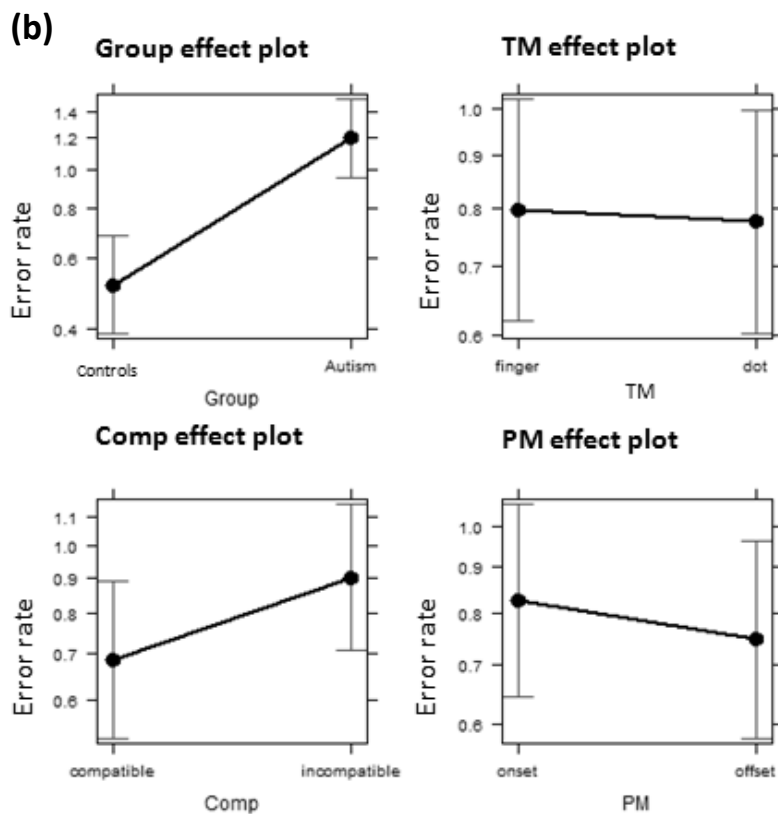 (b)
Group effect plot
Error rate
1.4
1.2
1.0
0.8
0.6
0.4
Controls
Autism
Group
TM effect plot
Error rate
1.0
0.9
0.8
0.7
0.6
finger
dot
TM
Comp effect plot
Error rate
1.1
1.0
0.9
0.8
0.7
0.6
compatible
incompatible
Comp
PM effect plot
Error rate
1.0
0.9
0.8
0.7
0.6
onset
offset
PM